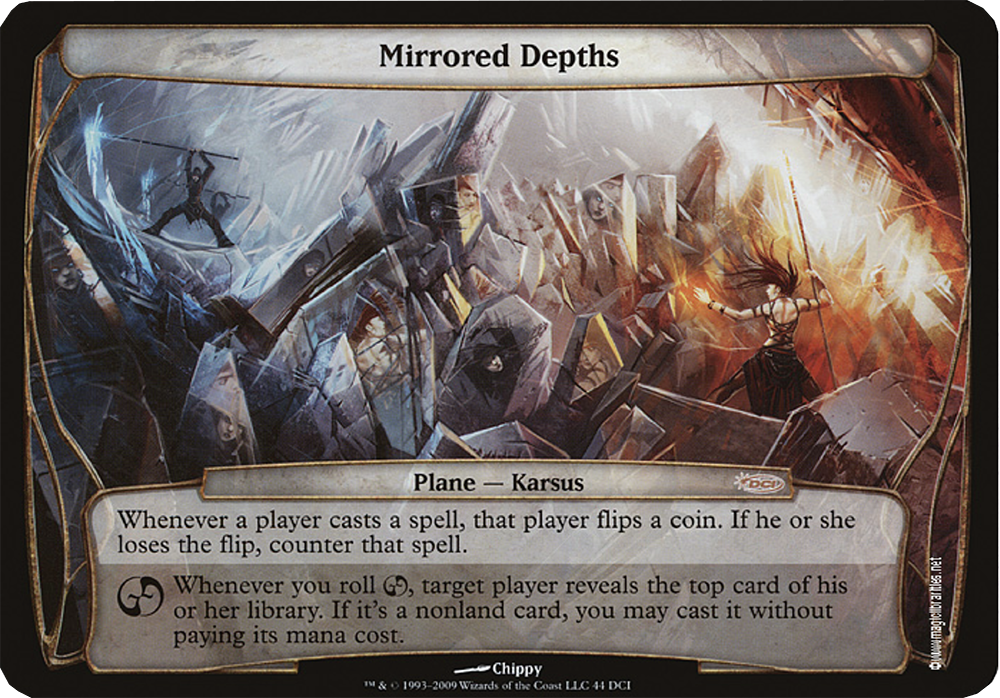 Mirrored Depths
Plane — Karsus
DCI
Whenever a player casts a spell, that player flips a coin. If he or she
loses the flip, counter that spell.
Whenever you roll , target player reveals the top card of his
or her library. If it's a nonland card, you may cast it without
paying its mana cost.
Chippy
™ & © 1993–2009 Wizards of the Coast LLC 44 DCI
© www.magiclibrarities.net